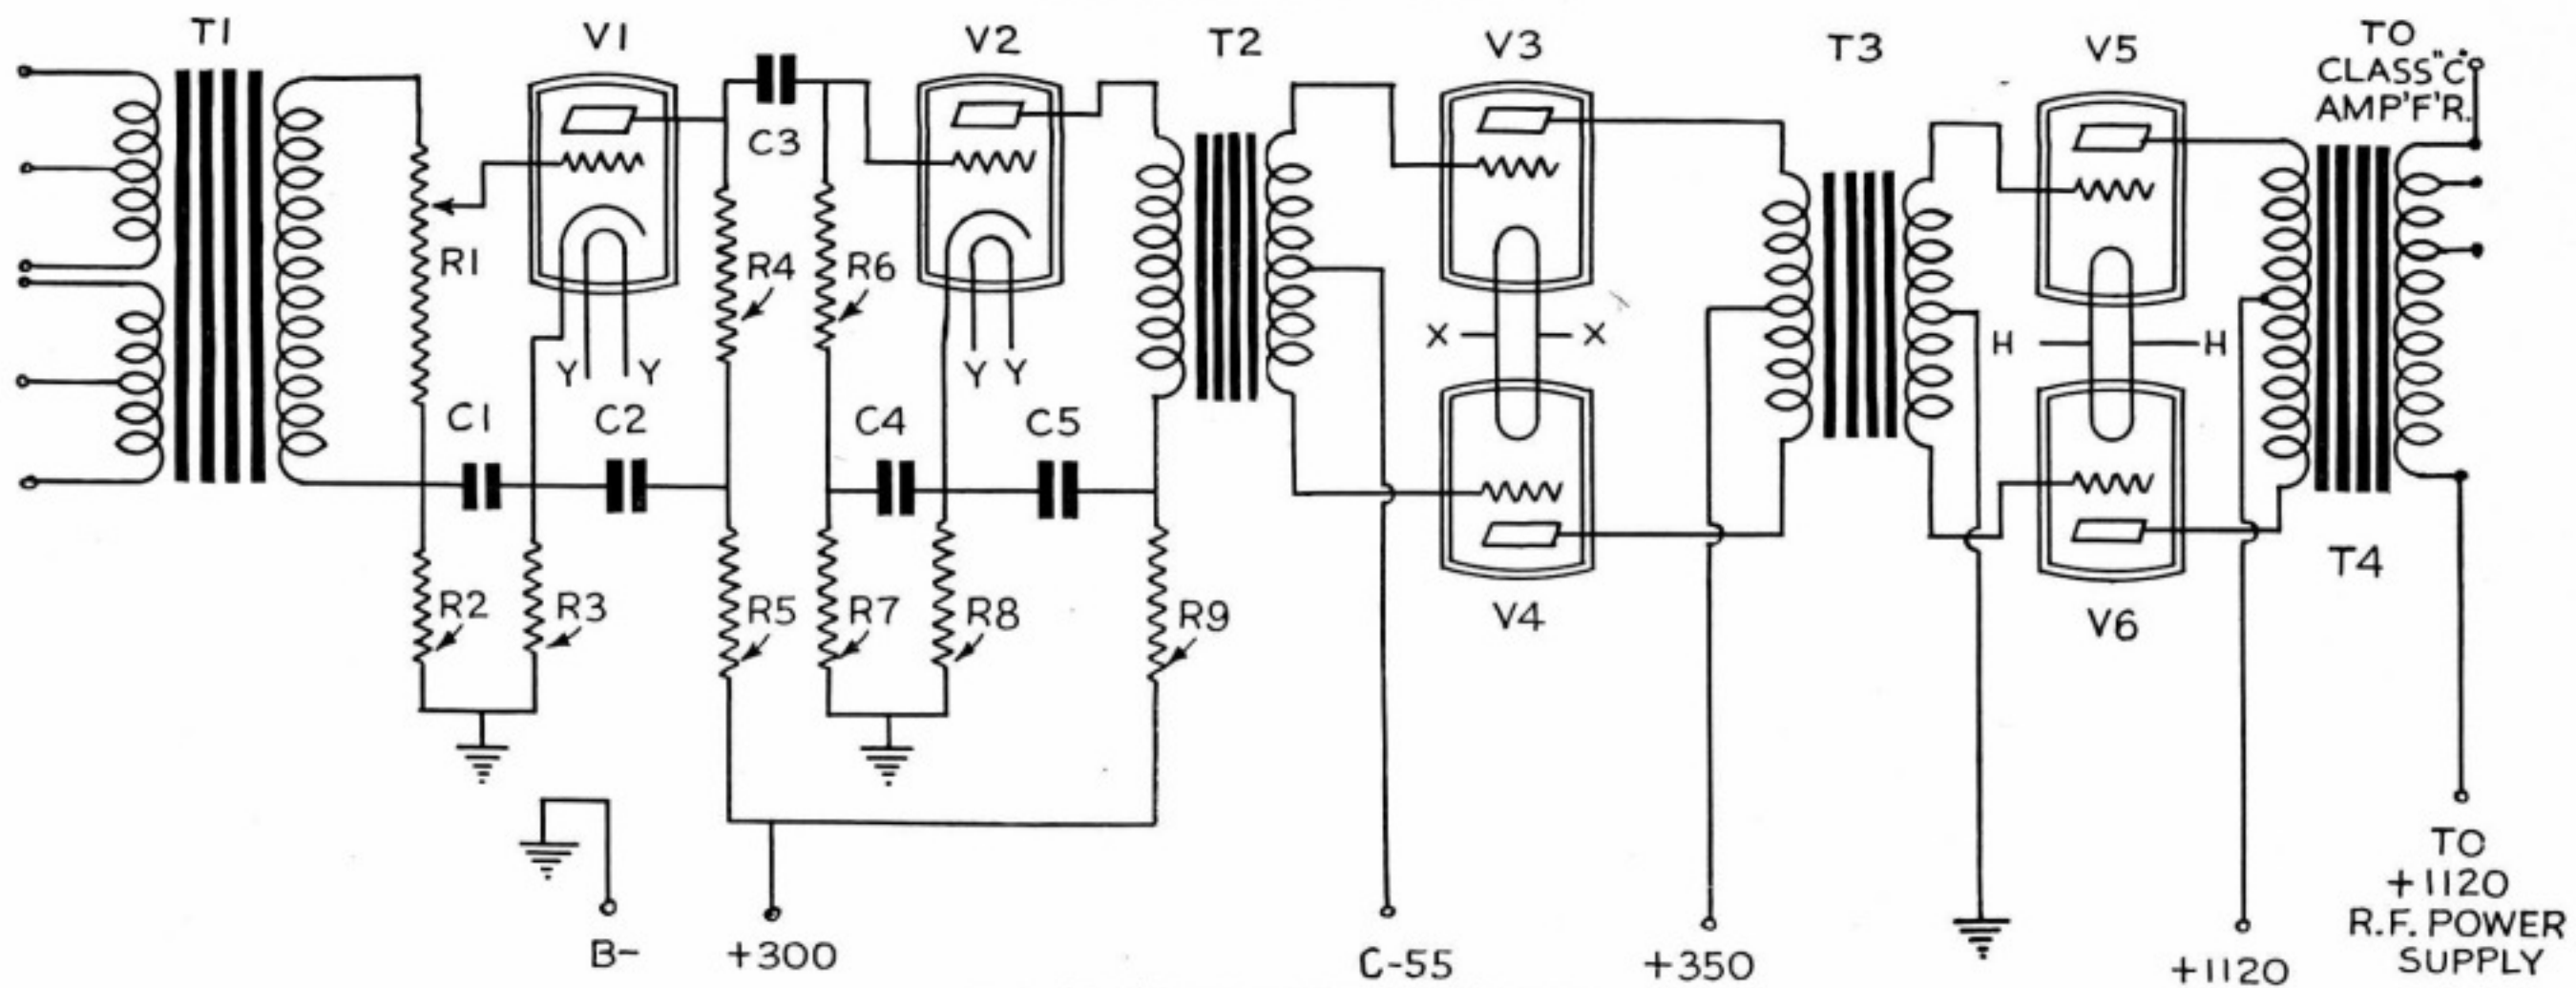 T1
V1
V2
T2
V3
T3
V5
TO
CLASS "C"
AMP'F'R.
C3
R1
R4
R6
Y Y
Y Y
X X
H H
C1
C2
C4
C5
R2
R3
R5
R7
R8
R9
V4
V6
T4
B-
+300
C-55
+350
+1120
TO
+1120
R.F. POWER
SUPPLY